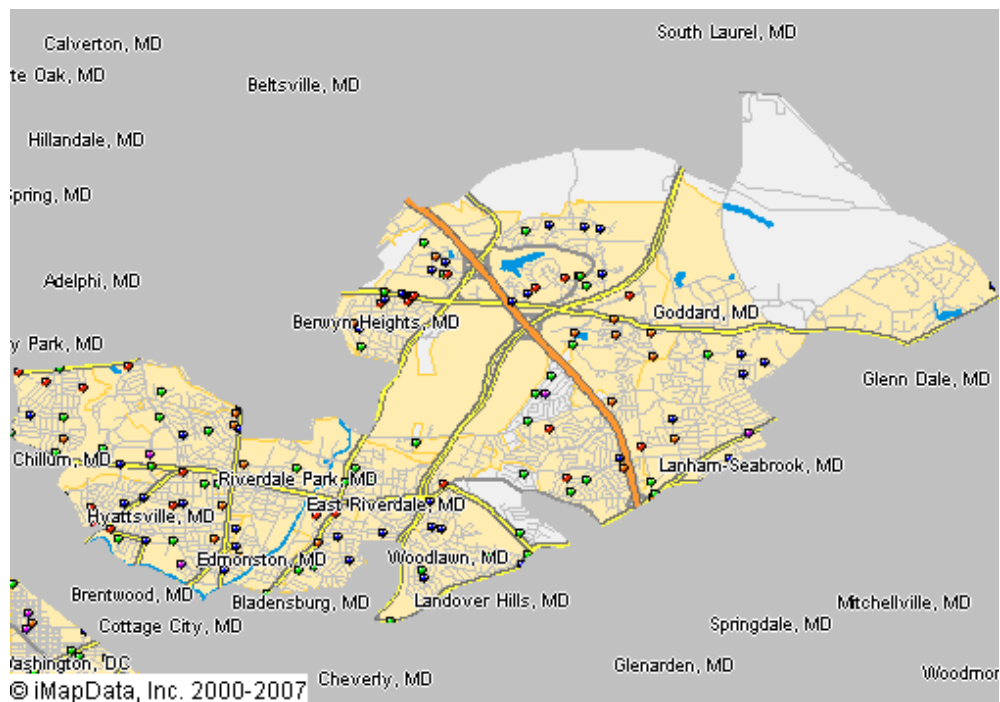 South Laurel, MD
Calverton, MD
te Oak, MD
Beltsville, MD
Hillandale, MD
Spring, MD
Adelphi, MD
Goddard, MD
Berwyn Heights, MD
y Park, MD
Glenn Dale, MD
Chillum, MD
Lanham-Seabrook, MD
Riverdale Park, MD
East Riverdale, MD
Hyattsville, MD
Edmonston, MD
Woodlawn, MD
Brentwood, MD
Bladensburg, MD
Landover Hills, MD
Mitchellville, MD
Cottage City, MD
Springdale, MD
Washington, DC
Glenarden, MD
Woodmor
Cheverly, MD
© iMapData, Inc. 2000-2007